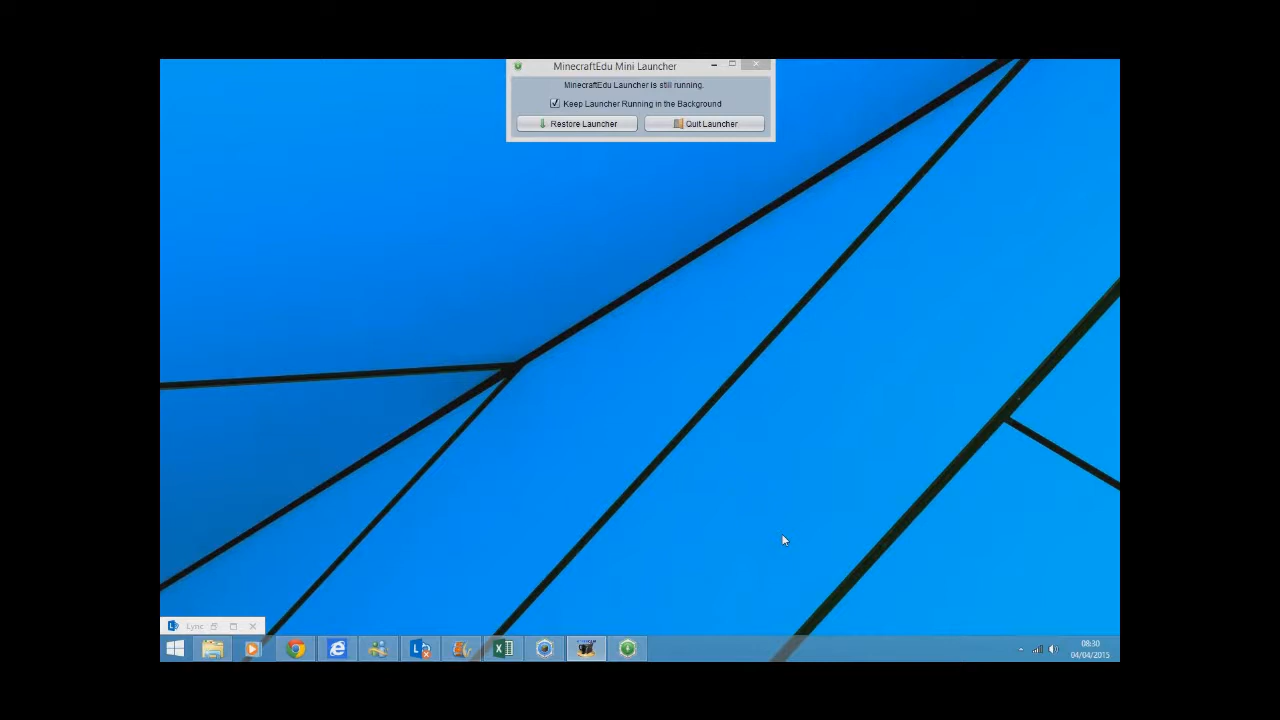 MinecraftEdu Mini Launcher
MinecraftEdu Launcher is still running.
Keep Launcher Running in the Background
Restore Launcher
Quit Launcher
Lync
08:30
04/04/2015